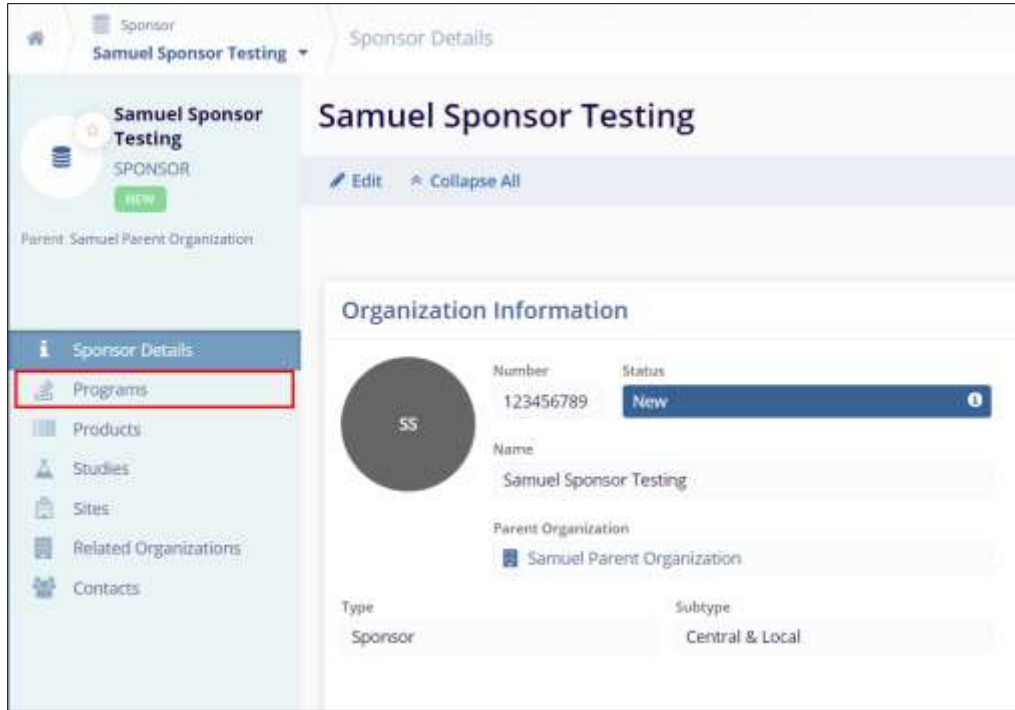 Sponsor
Samuel Sponsor Testing
Sponsor Details
Samuel Sponsor
Testing
SPONSOR
NEW
Parent: Samuel Parent Organization
Sponsor Details
Programs
Products
Studies
Sites
Related Organizations
Contacts
Samuel Sponsor Testing
Edit
Collapse All
Organization Information
SS
Number
Status
123456789
New
Name
Samuel Sponsor Testing
Parent Organization
Samuel Parent Organization
Type
Subtype
Sponsor
Central & Local